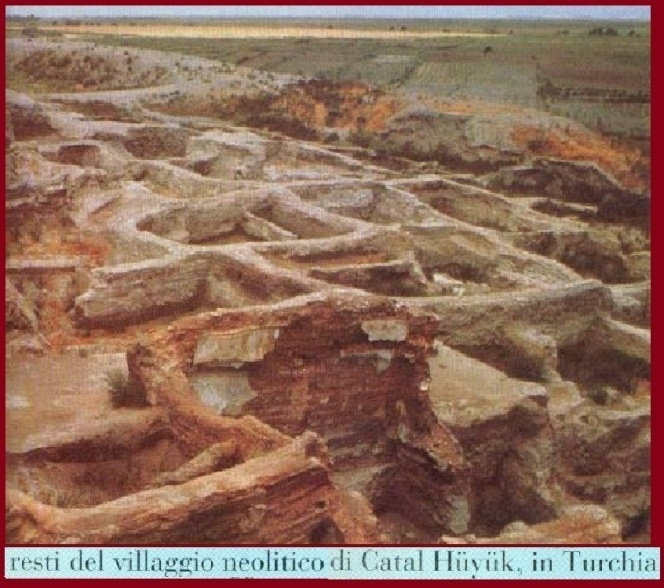 resti del villaggio neolitico di Catal Hüyük, in Turchia